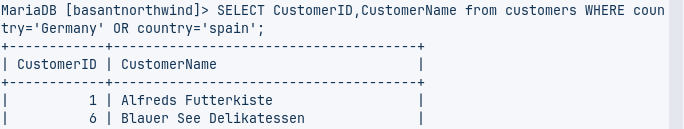 MariaDB [basantnorthwind]> SELECT CustomerID,CustomerName from customers WHERE coun
try='Germany' OR country='spain';
+------------+--------------------------------------+
| CustomerID | CustomerName                         |
+------------+--------------------------------------+
|          1 | Alfreds Futterkiste                  |
|          6 | Blauer See Delikatessen              |